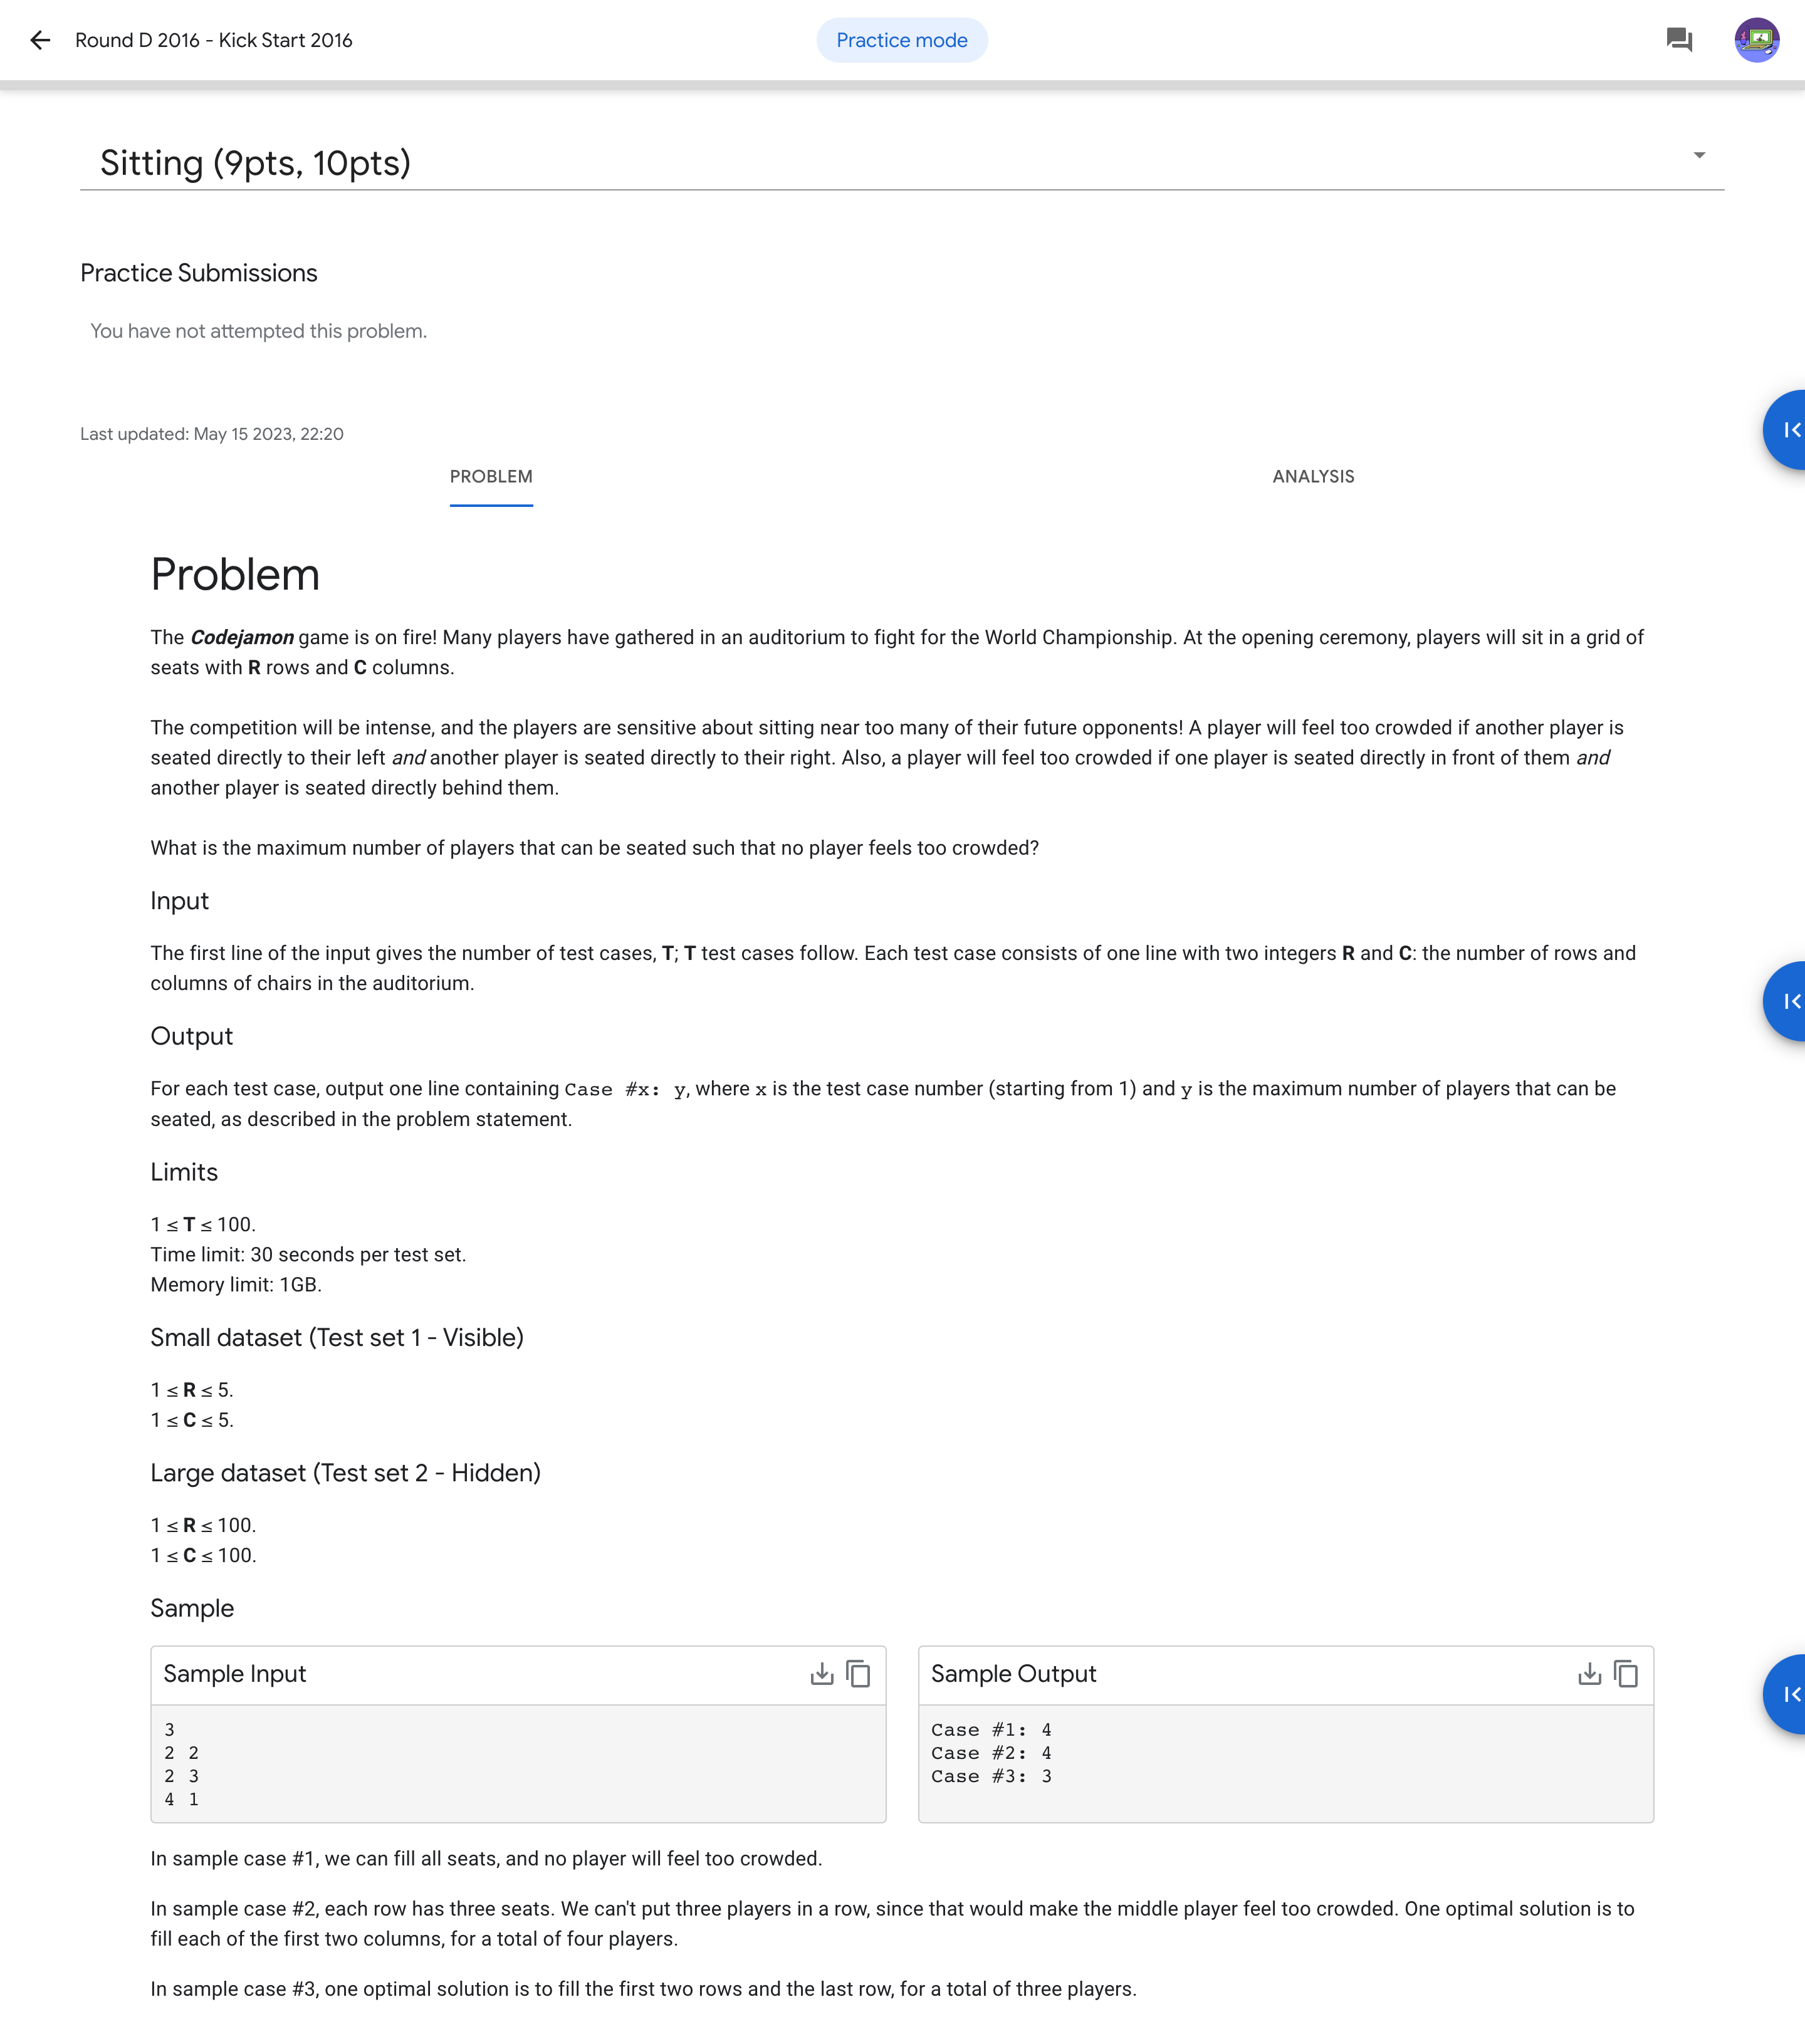 Round D 2016 - Kick Start 2016
Practice mode
Sitting (9pts, 10pts)
Practice Submissions
You have not attempted this problem.
Last updated: May 15 2023, 22:20
PROBLEM
ANALYSIS
Problem
The Codejamon game is on fire! Many players have gathered in an auditorium to fight for the World Championship. At the opening ceremony, players will sit in a grid of
seats with R rows and C columns.
The competition will be intense, and the players are sensitive about sitting near too many of their future opponents! A player will feel too crowded if another player is
seated directly to their left and another player is seated directly to their right. Also, a player will feel too crowded if one player is seated directly in front of them and
another player is seated directly behind them.
What is the maximum number of players that can be seated such that no player feels too crowded?
Input
The first line of the input gives the number of test cases, T; T test cases follow. Each test case consists of one line with two integers R and C: the number of rows and
columns of chairs in the auditorium.
Output
For each test case, output one line containing Case #x: y, where x is the test case number (starting from 1) and y is the maximum number of players that can be
seated, as described in the problem statement.
Limits
1 ≤ T ≤ 100.
Time limit: 30 seconds per test set.
Memory limit: 1GB.
Small dataset (Test set 1 - Visible)
1 ≤ R ≤ 5.
1 ≤ C ≤ 5.
Large dataset (Test set 2 - Hidden)
1 ≤ R ≤ 100.
1 ≤ C ≤ 100.
Sample
Sample Input
3
2 2
2 3
4 1
Sample Output
Case #1: 4
Case #2: 4
Case #3: 3
In sample case #1, we can fill all seats, and no player will feel too crowded.
In sample case #2, each row has three seats. We can't put three players in a row, since that would make the middle player feel too crowded. One optimal solution is to
fill each of the first two columns, for a total of four players.
In sample case #3, one optimal solution is to fill the first two rows and the last row, for a total of three players.